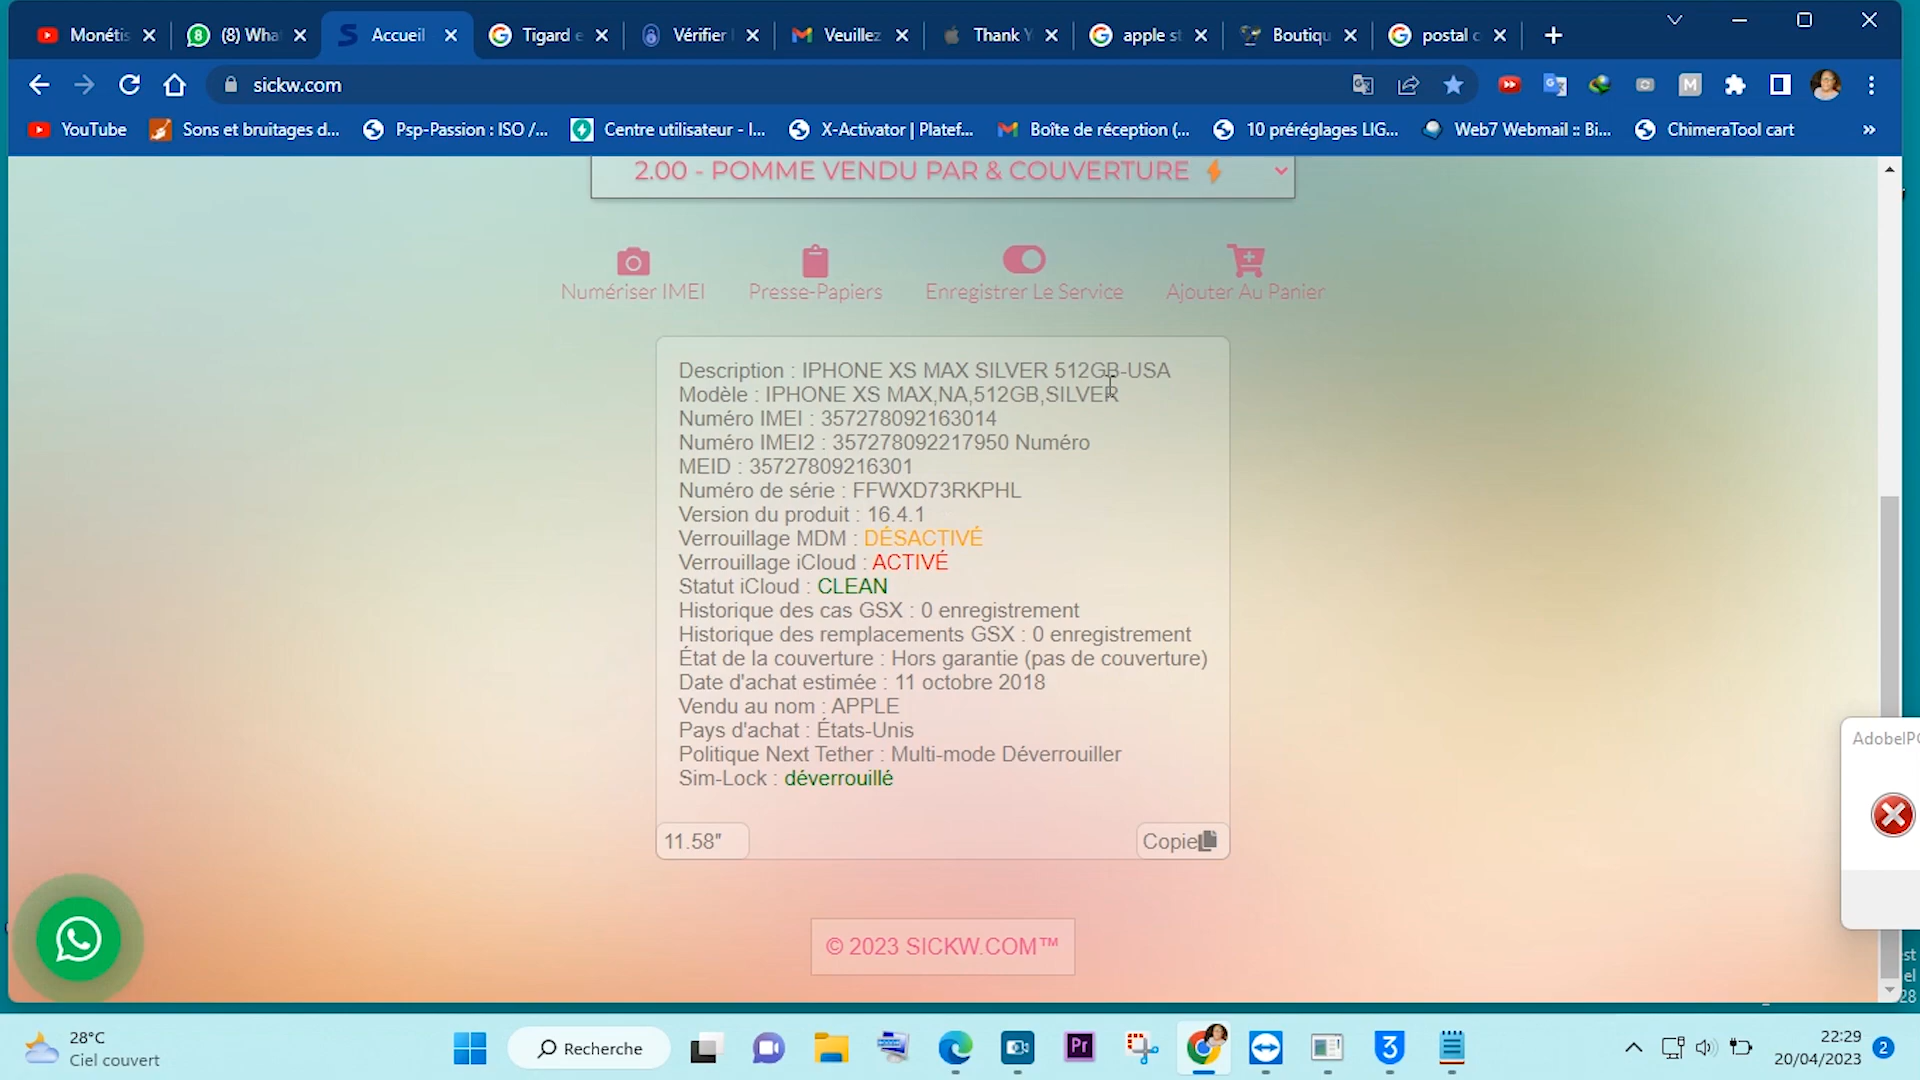 Monétis
(8) Wha
Accueil
Tigard e
Vérifier
Veuillez
Thank Y
apple st
Boutiqu
postal c
sickw.com
YouTube
Sons et bruitages d...
Psp-Passion : ISO /...
Centre utilisateur - I...
X-Activator | Platef...
Boîte de réception (...
10 préréglages LIG...
Web7 Webmail :: Bi...
ChimeraTool cart
»
2.00 - POMME VENDU PAR & COUVERTURE
Numériser IMEI
Presse-Papiers
Enregistrer Le Service
Ajouter Au Panier
Description : IPHONE XS MAX SILVER 512GB-USA
Modèle : IPHONE XS MAX,NA,512GB,SILVER
Numéro IMEI : 357278092163014
Numéro IMEI2 : 357278092217950 Numéro
MEID : 35727809216301
Numéro de série : FFWXD73RKPHL
Version du produit : 16.4.1
Verrouillage MDM : DÉSACTIVÉ
Verrouillage iCloud : ACTIVÉ
Statut iCloud : CLEAN
Historique des cas GSX : 0 enregistrement
Historique des remplacements GSX : 0 enregistrement
État de la couverture : Hors garantie (pas de couverture)
Date d'achat estimée : 11 octobre 2018
Vendu au nom : APPLE
Pays d'achat : États-Unis
Politique Next Tether : Multi-mode Déverrouiller
Sim-Lock : déverrouillé
11.58"
Copie
AdobeIPC
© 2023 SICKW.COM™
st
el
28
28°C
Ciel couvert
Recherche
Pr
22:29
20/04/2023
2